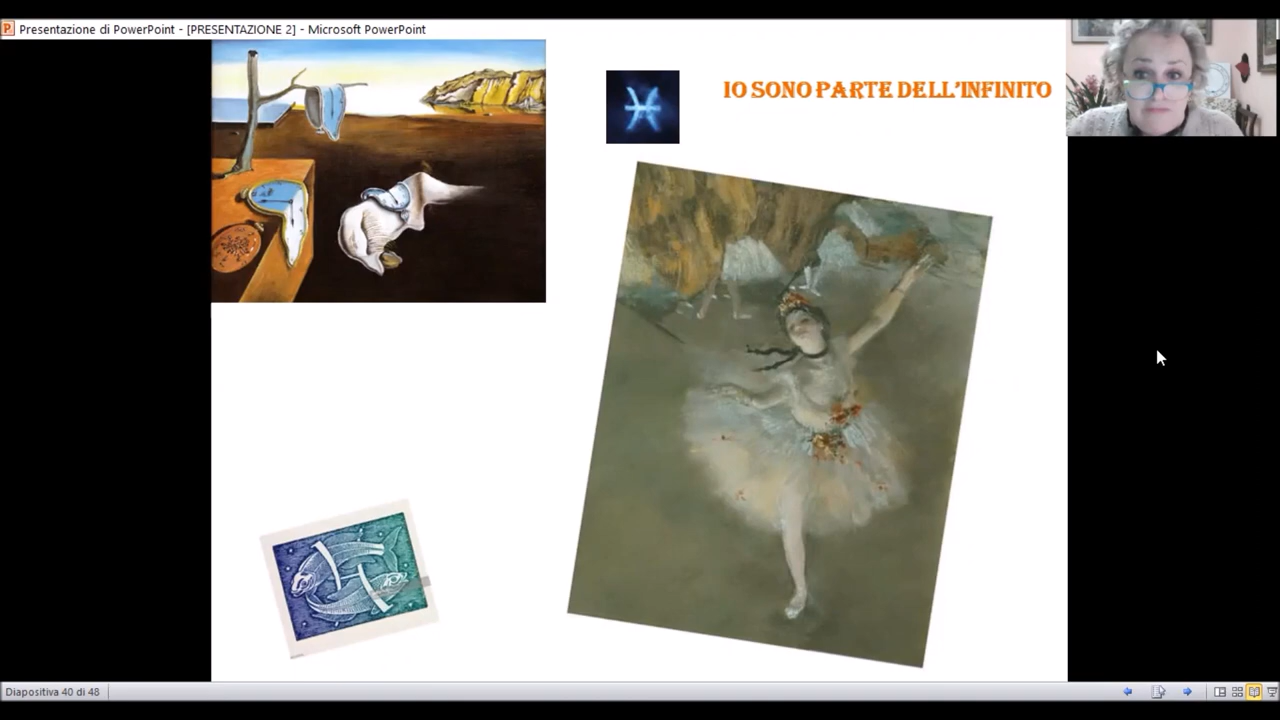 Presentazione di PowerPoint - [PRESENTAZIONE 2] - Microsoft PowerPoint
IO SONO PARTE DELL'INFINITO
Diapositiva 40 di 48